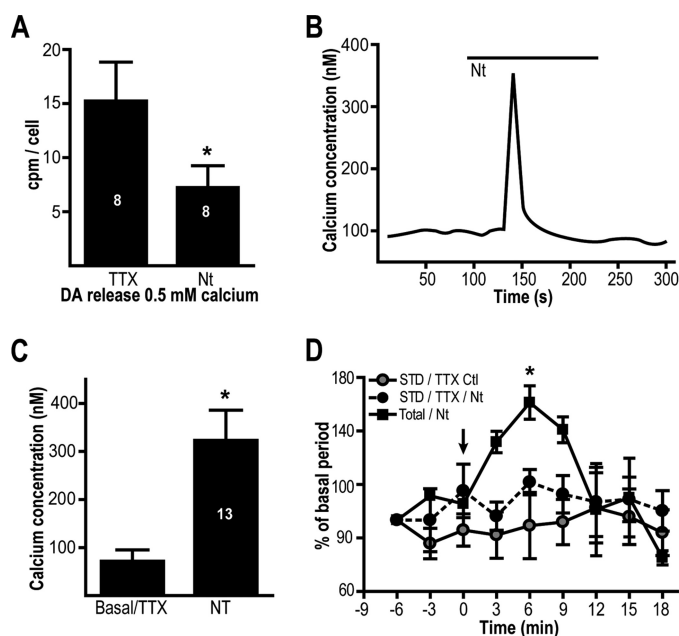 A
20
15
10
5
cpm / cell
8
*
8
TTX
Nt
DA release 0.5 mM calcium
B
400
300
200
100
Calcium concentration (nM)
Nt
50
100
150
200
250
300
Time (s)
C
400
300
200
100
Calcium concentration (nM)
*
13
Basal/TTX
NT
D
180
140
100
90
60
% of basal period
STD / TTX Ctl
STD / TTX / Nt
Total / Nt
*
-9
-6
-3
0
3
6
9
12
15
18
Time (min)